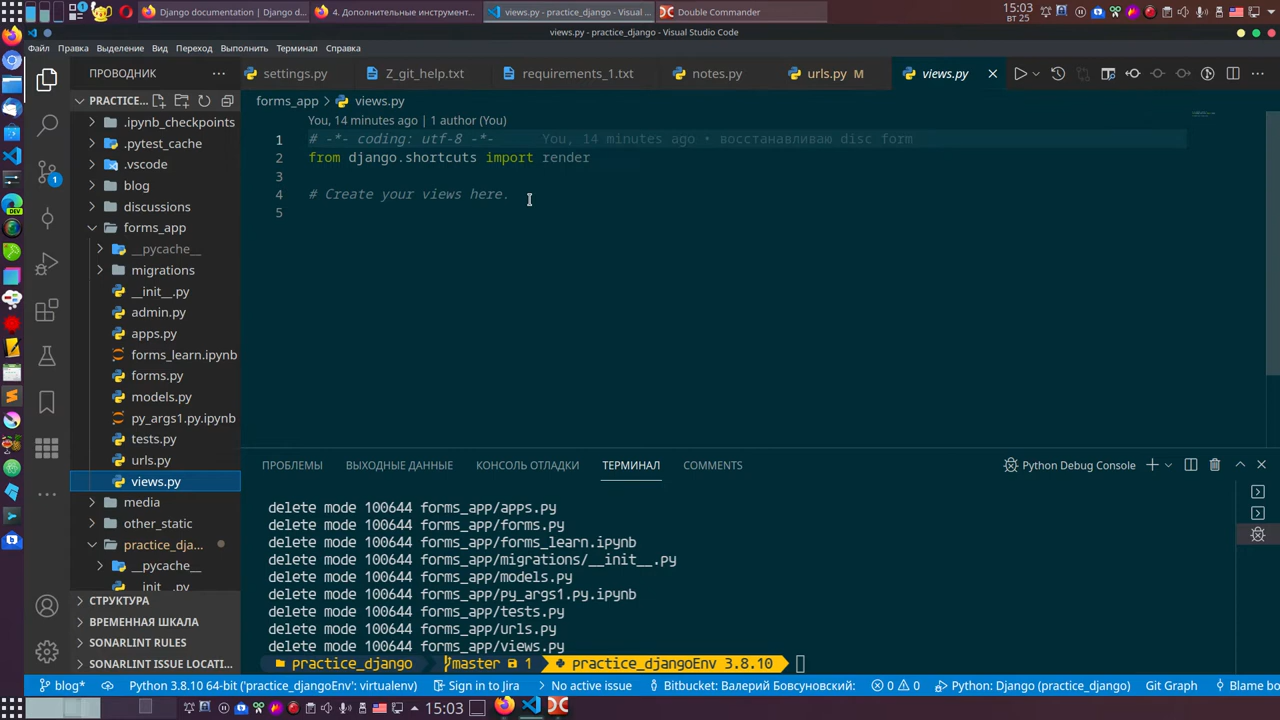 Django documentation | Django d...
4. Дополнительные инструмент...
views.py - practice_django - Visual ...
Double Commander
15:03
вт 25
views.py - practice_django - Visual Studio Code
Файл Правка Выделение Вид Переход Выполнить Терминал Справка
ПРОВОДНИК
settings.py Z_git_help.txt requirements_1.txt notes.py urls.py M views.py
PRACTICE...
forms_app > views.py
.ipynb_checkpoints
.pytest_cache
.vscode
blog
discussions
forms_app
__pycache__
migrations
__init__.py
admin.py
apps.py
forms_learn.ipynb
forms.py
models.py
py_args1.py.ipynb
tests.py
urls.py
views.py
media
other_static
practice_dja...
__pycache__
__init__.py
СТРУКТУРА
ВРЕМЕННАЯ ШКАЛА
SONARLINT RULES
SONARLINT ISSUE LOCATI...
1
You, 14 minutes ago | 1 author (You)
1 # -*- coding: utf-8 -*- You, 14 minutes ago • восстанавливаю disc form
2 from django.shortcuts import render
3
4 # Create your views here.
5
ПРОБЛЕМЫ ВЫХОДНЫЕ ДАННЫЕ КОНСОЛЬ ОТЛАДКИ ТЕРМИНАЛ COMMENTS Python Debug Console
delete mode 100644 forms_app/apps.py
delete mode 100644 forms_app/forms.py
delete mode 100644 forms_app/forms_learn.ipynb
delete mode 100644 forms_app/migrations/__init__.py
delete mode 100644 forms_app/models.py
delete mode 100644 forms_app/py_args1.py.ipynb
delete mode 100644 forms_app/tests.py
delete mode 100644 forms_app/urls.py
delete mode 100644 forms_app/views.py
practice_django master 1 practice_djangoEnv 3.8.10
blog* Python 3.8.10 64-bit ('practice_djangoEnv': virtualenv) Sign in to Jira No active issue Bitbucket: Валерий Бовсуновский: 0 0 Python: Django (practice_django) Git Graph Blame bo
15:03